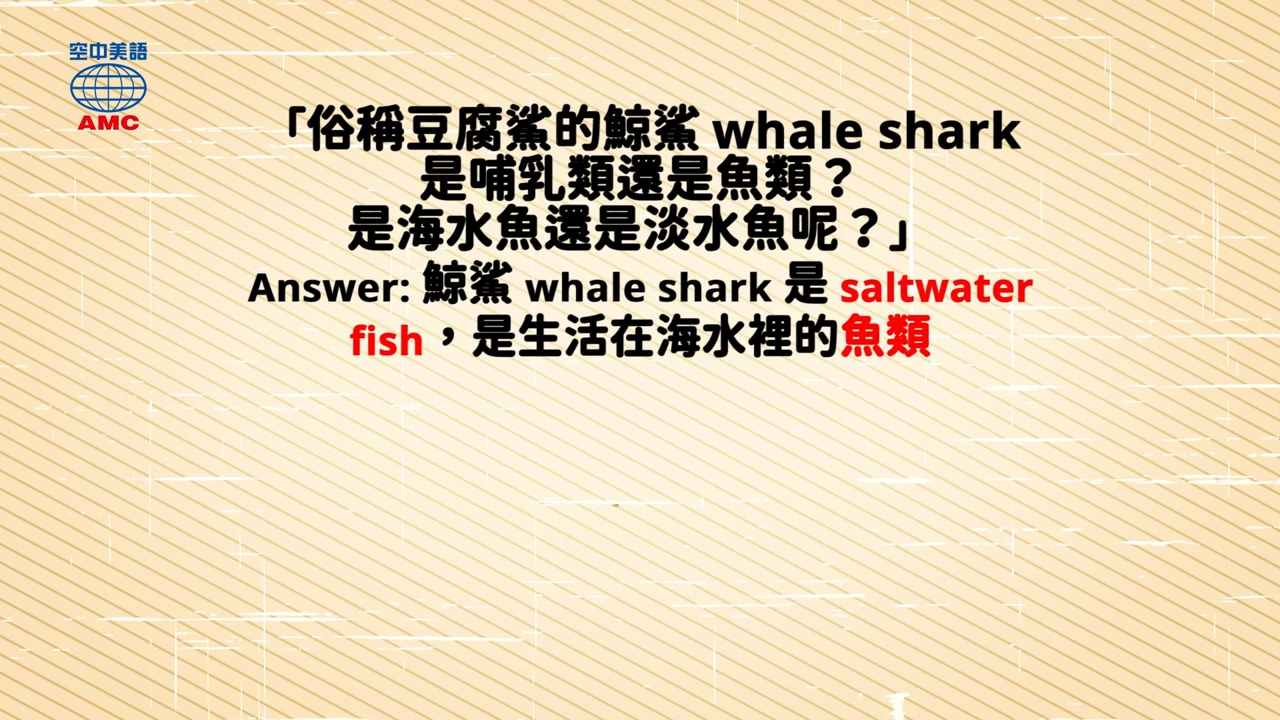 空中美語
AMC
「俗稱豆腐鯊的鯨鯊 whale shark
是哺乳類還是魚類？
是海水魚還是淡水魚呢？」
Answer: 鯨鯊 whale shark 是 saltwater
fish，是生活在海水裡的魚類